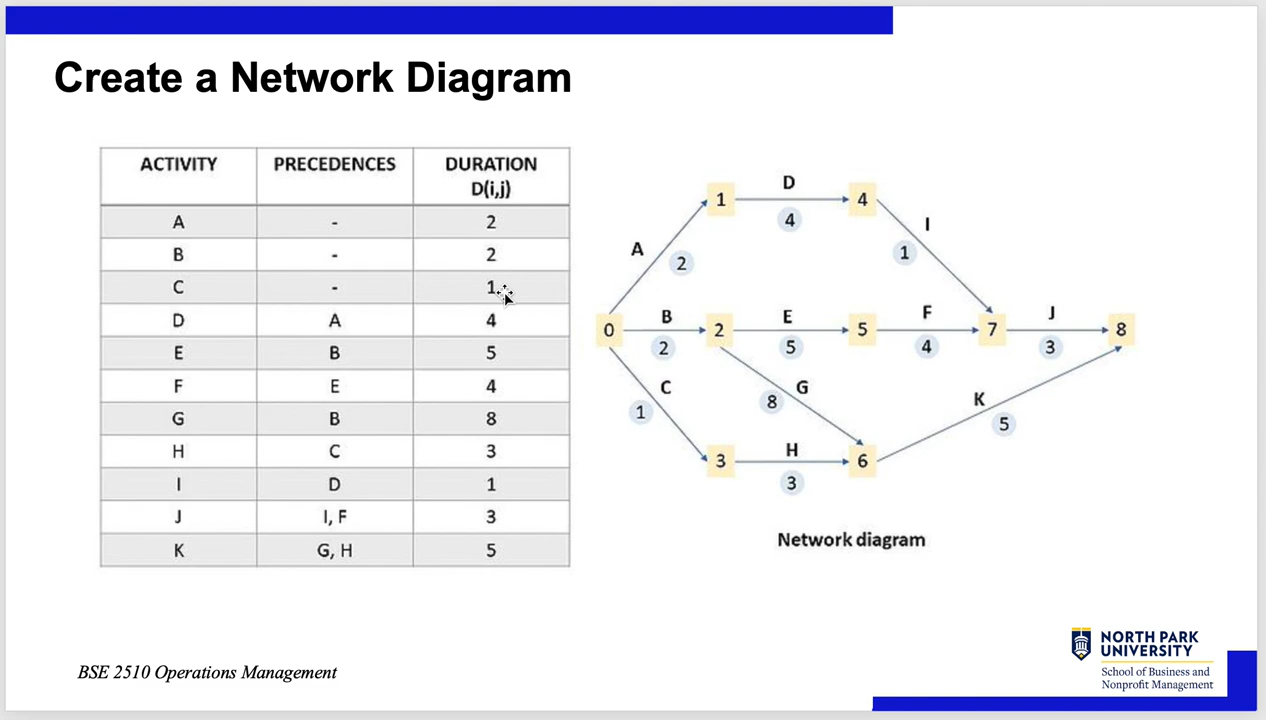 Create a Network Diagram
ACTIVITY PRECEDENCES DURATION
D(i,j)
A - 2
B - 2
C - 1
D A 4
E B 5
F E 4
G B 8
H C 3
I D 1
J I, F 3
K G, H 5
D
1 4
4
I
A
1
2
B E F J
0 2 5 7 8
2 5 4 3
C G K
8
1
5
H
3 6
3
Network diagram
BSE 2510 Operations Management
NORTH PARK
UNIVERSITY
School of Business and
Nonprofit Management